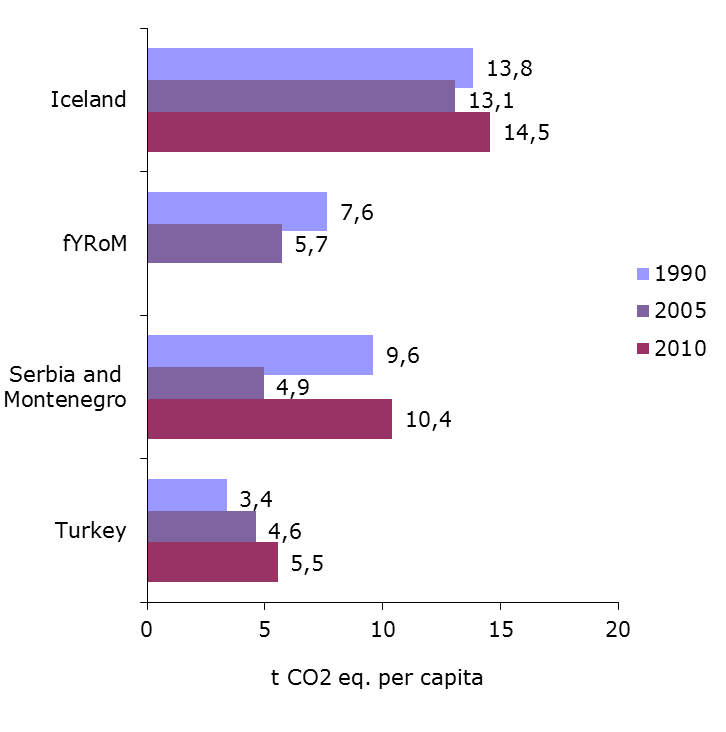 Iceland
13,8
13,1
14,5
fYRoM
7,6
5,7
Serbia and
Montenegro
9,6
4,9
10,4
Turkey
3,4
4,6
5,5
0 5 10 15 20
t CO2 eq. per capita
1990
2005
2010